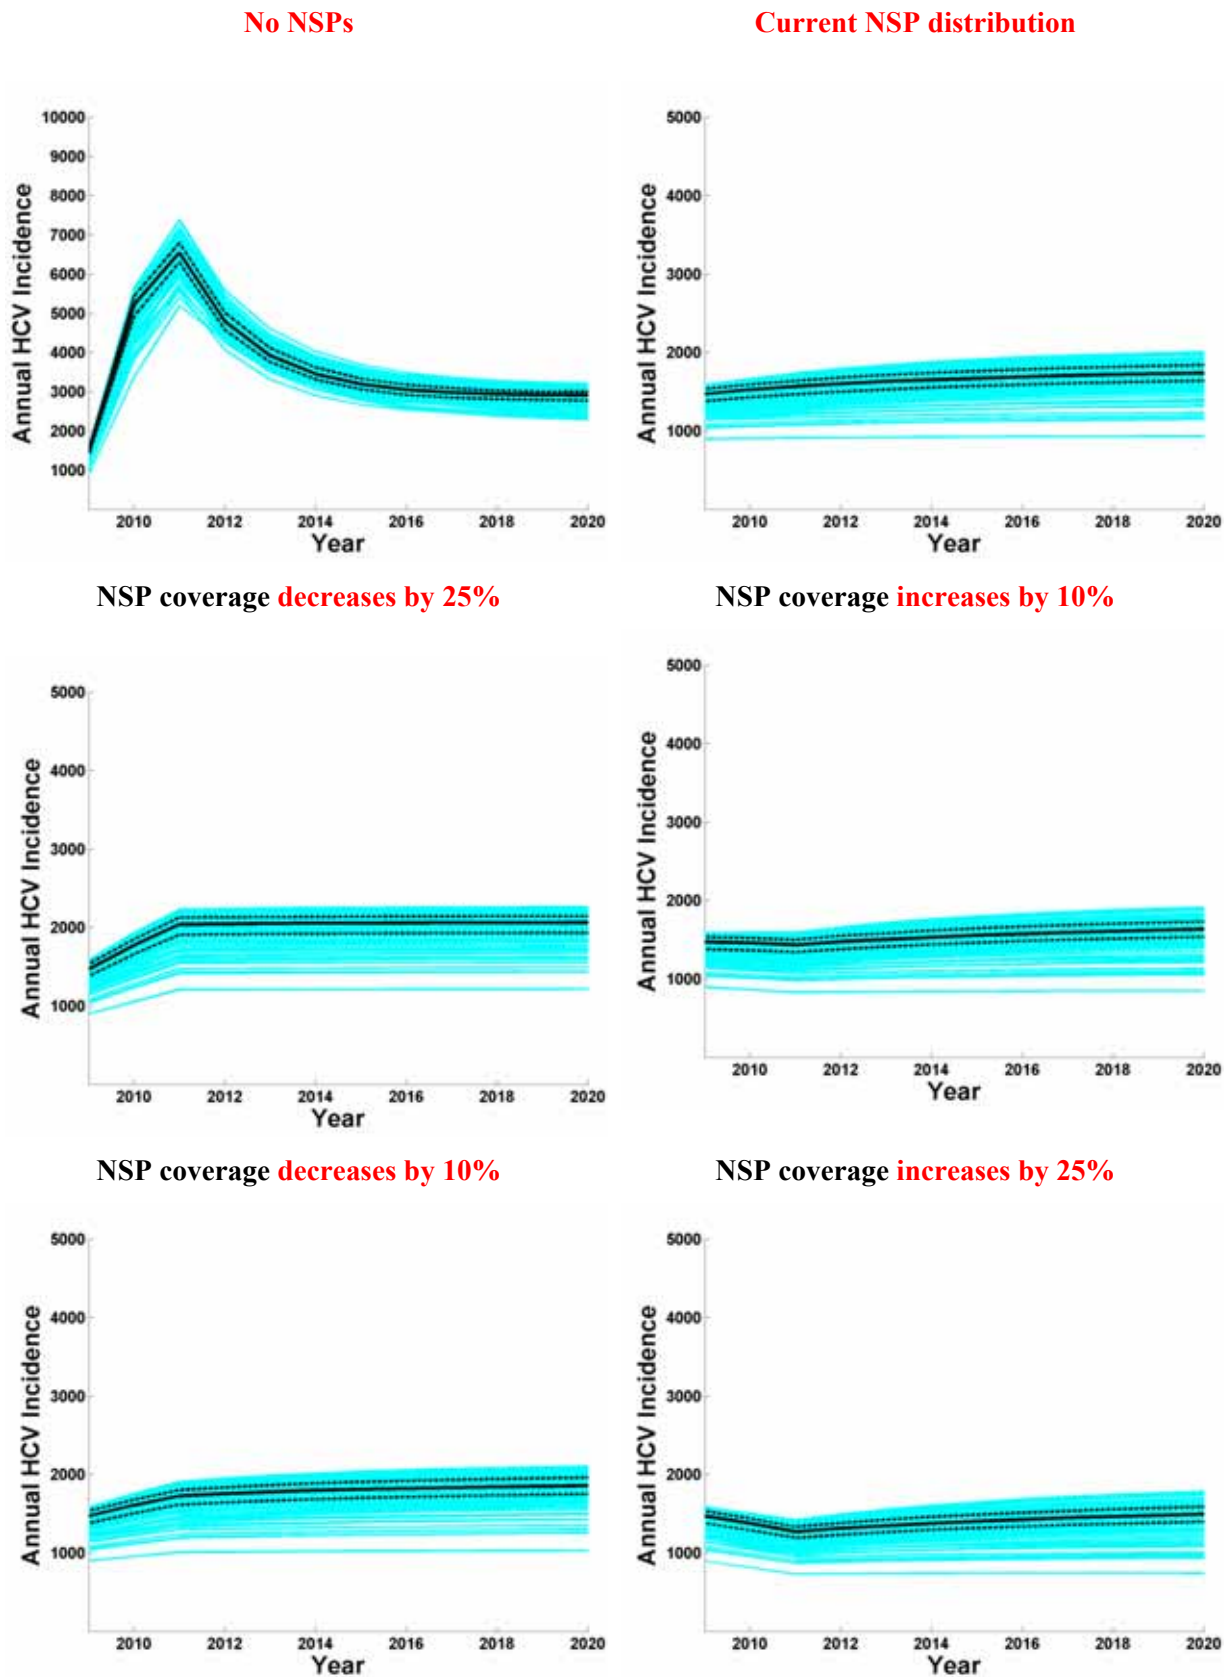 No NSPs
Current NSP distribution
10000
9000
8000
7000
6000
5000
4000
3000
2000
1000
Annual HCV Incidence
2010 2012 2014 2016 2018 2020
Year
5000
4000
3000
2000
1000
Annual HCV Incidence
2010 2012 2014 2016 2018 2020
Year
NSP coverage decreases by 25%
NSP coverage increases by 10%
5000
4000
3000
2000
1000
Annual HCV Incidence
2010 2012 2014 2016 2018 2020
Year
5000
4000
3000
2000
1000
Annual HCV Incidence
2010 2012 2014 2016 2018 2020
Year
NSP coverage decreases by 10%
NSP coverage increases by 25%
5000
4000
3000
2000
1000
Annual HCV Incidence
2010 2012 2014 2016 2018 2020
Year
5000
4000
3000
2000
1000
Annual HCV Incidence
2010 2012 2014 2016 2018 2020
Year